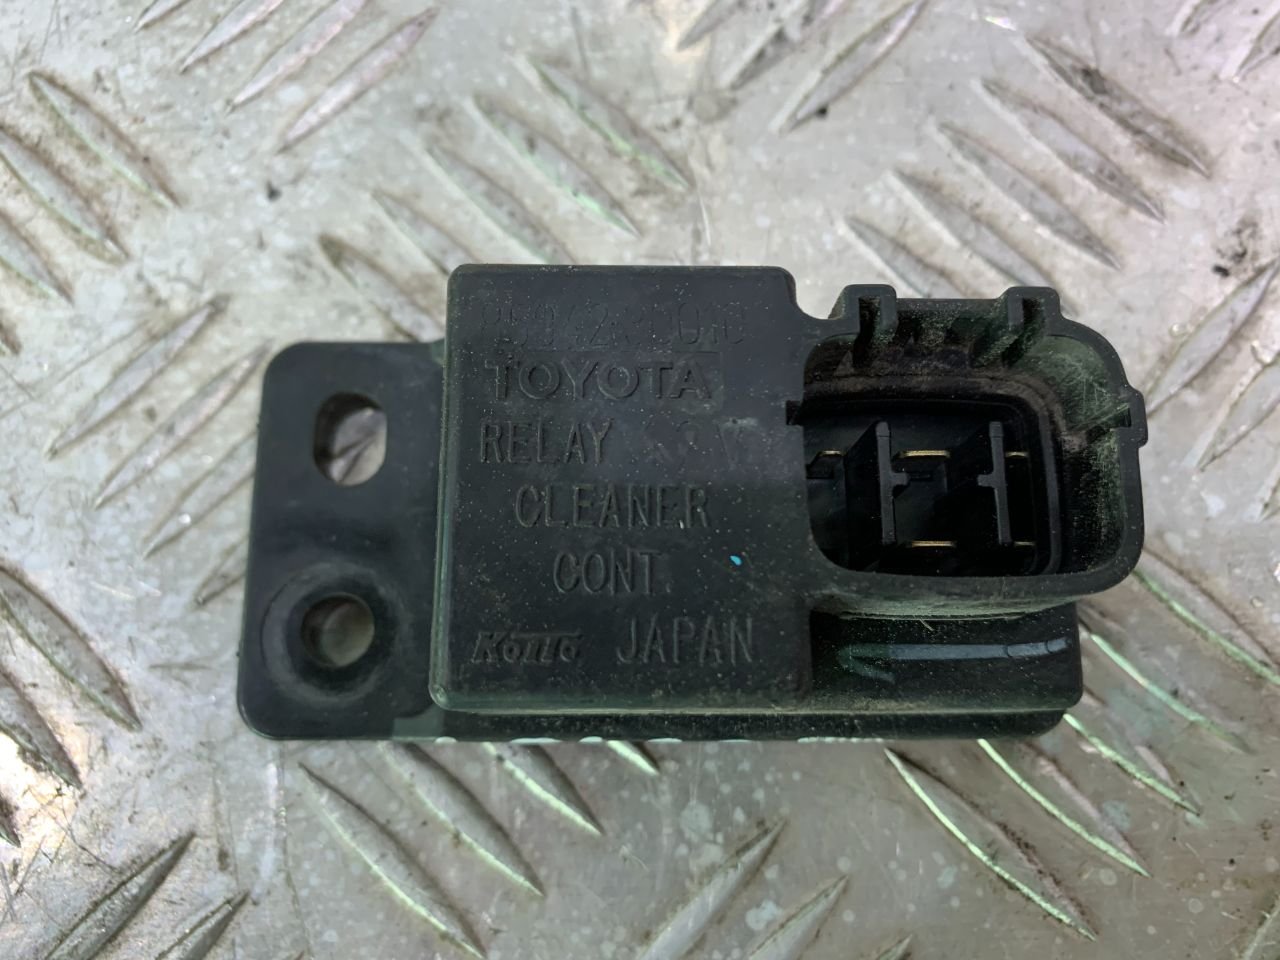 TOYOTA
RELAY
CLEANER
CONT.
Koito JAPAN